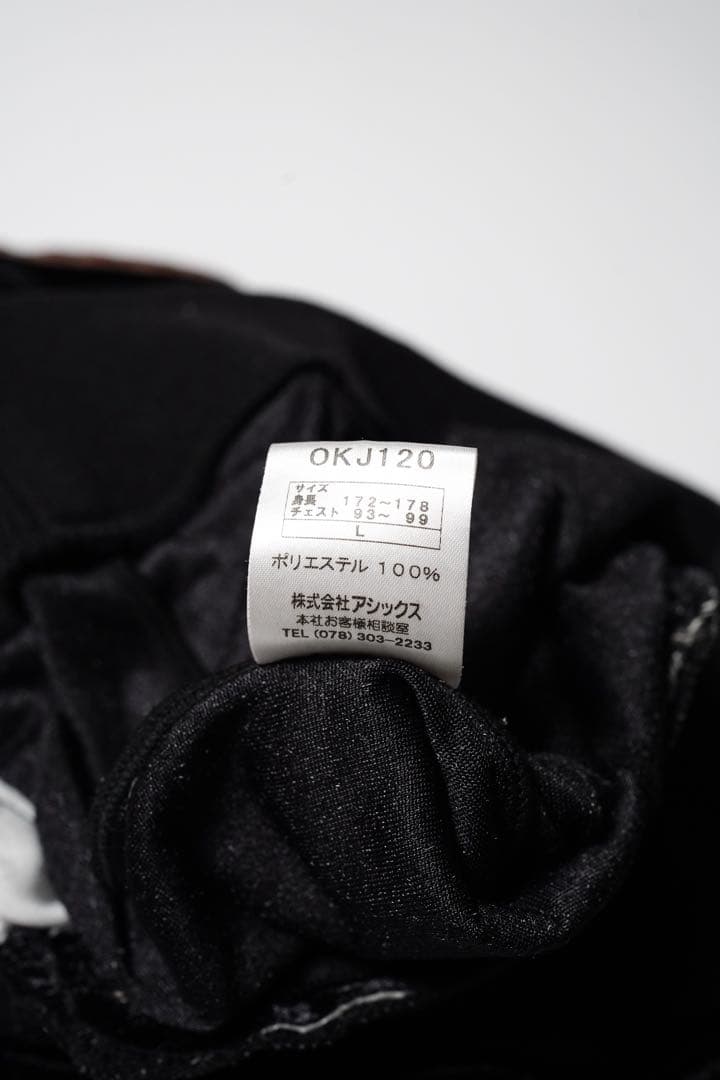 OKJ120
サイズ
身長 172〜178
チェスト 93〜 99
L
ポリエステル 100%
株式会社アシックス
本社お客様相談室
TEL (078) 303−2233